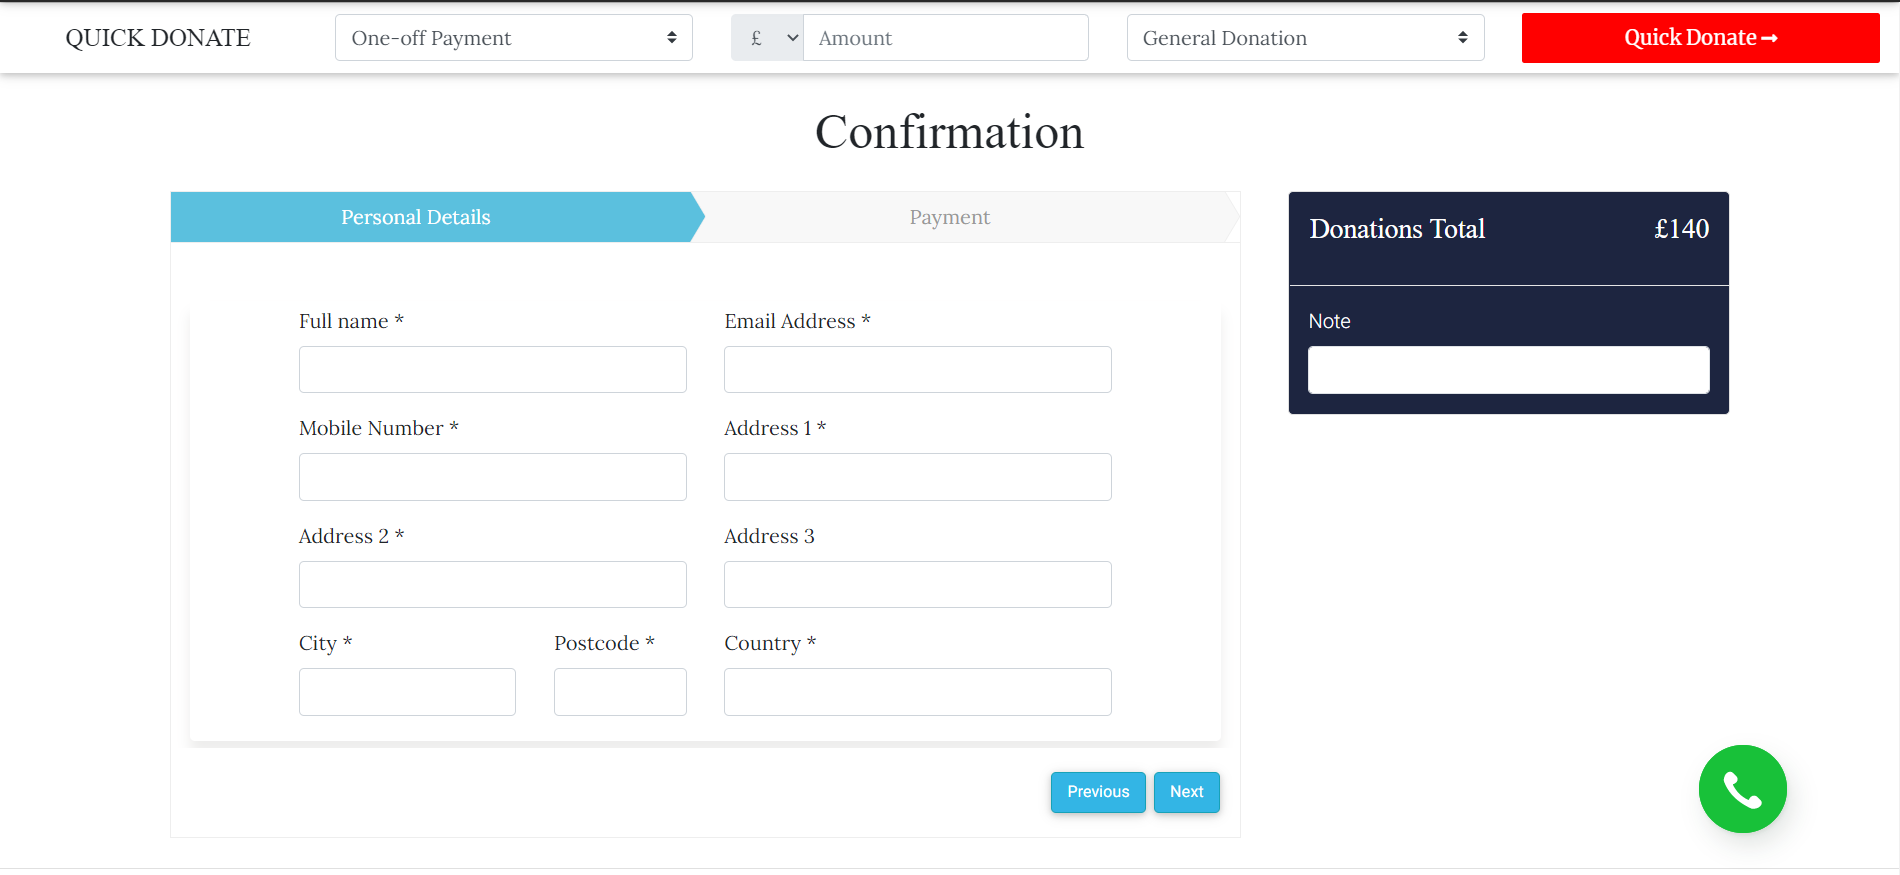 QUICK DONATE
One-off Payment
£
Amount
General Donation
Quick Donate →
Confirmation
Personal Details
Payment
Donations Total
£140
Full name *
Email Address *
Note
Mobile Number *
Address 1 *
Address 2 *
Address 3
City *
Postcode *
Country *
Previous
Next